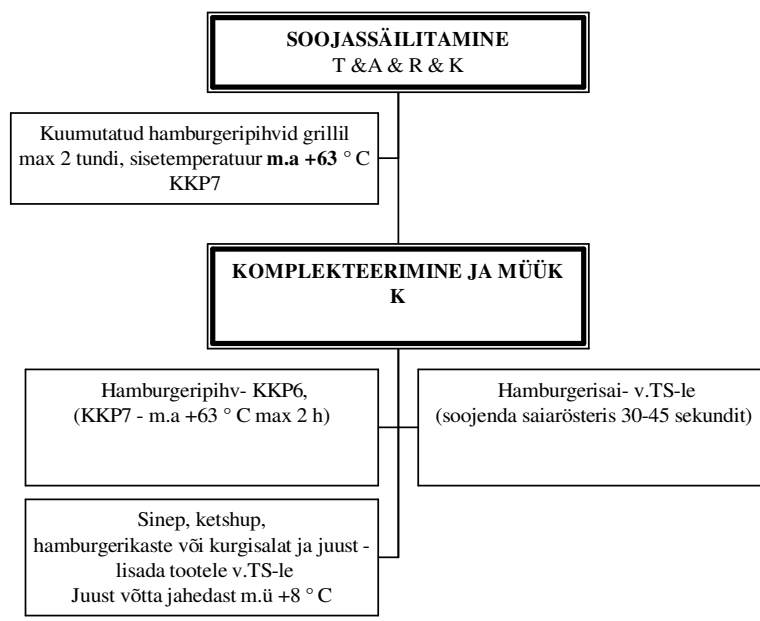 SOOJASSÄILITAMINE
T &A & R & K
Kuumutatud hamburgeripihvid grillil
max 2 tundi, sisetemperatuur m.a +63 ° C
KKP7
KOMPLEKTEERIMINE JA MÜÜK
K
Hamburgeripihv- KKP6,
(KKP7 - m.a +63 ° C max 2 h)
Hamburgerisai- v.TS-le
(soojenda saiarösteris 30-45 sekundit)
Sinep, ketshup,
hamburgerikaste või kurgisalat ja juust -
lisada tootele v.TS-le
Juust võtta jahedast m.ü +8 ° C